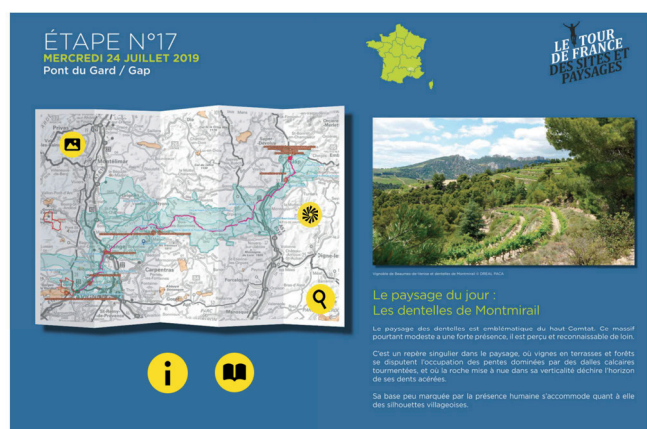 ÉTAPE N°17
MERCREDI 24 JUILLET 2019
Pont du Gard / Gap
LE TOUR
DE FRANCE
DES SITES ET
PAYSAGES
Privas
Montélimar
Carpentras
Le paysage du jour :
Les dentelles de Montmirail
Le paysage des dentelles est emblématique du haut Comtat. Ce massif
pourtant modeste a une forte présence, il est perçu et reconnaissable de loin.
C'est un repère singulier dans le paysage, où vignes en terrasses et forêts
se disputent l'occupation des pentes dominées par des dalles calcaires
tourmentées, et où la roche mise à nue dans sa verticalité déchire l'horizon
de ses dents acérées.
Sa base peu marquée par la présence humaine s'accommode quant à elle
des silhouettes villageoises.